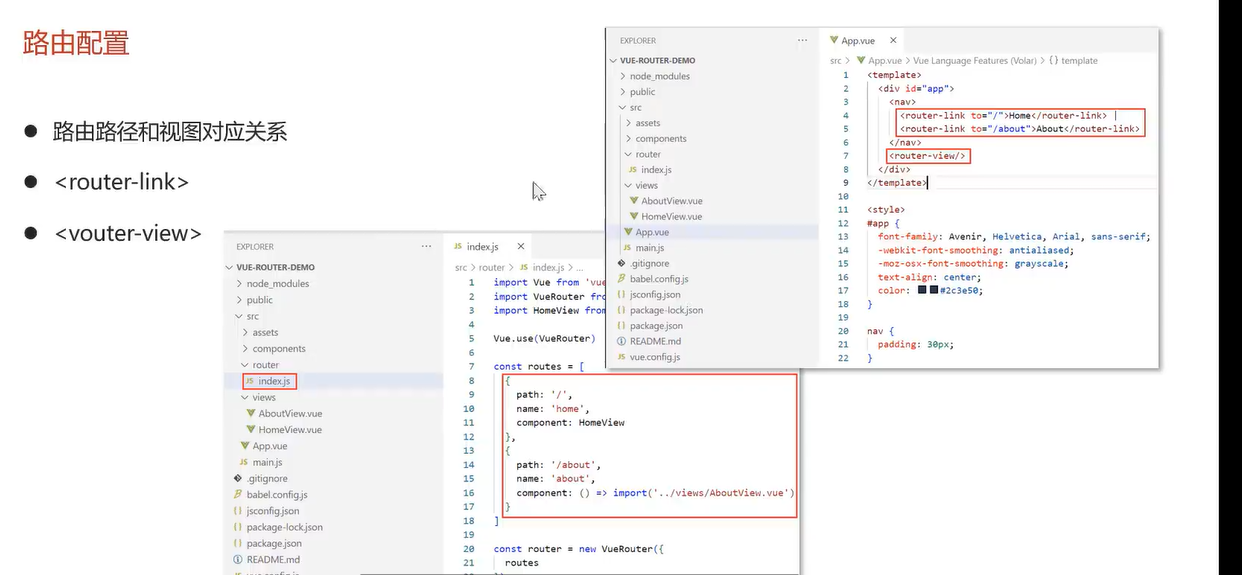 路由配置
● 路由路径和视图对应关系
● <router-link>
● <vouter-view>
EXPLORER ···
VUE-ROUTER-DEMO
node_modules
public
src
assets
components
router
JS index.js
views
AboutView.vue
HomeView.vue
App.vue
JS main.js
.gitignore
babel.config.js
{} jsconfig.json
{} package-lock.json
{} package.json
README.md
JS index.js ×
src > router > JS index.js > ...
1 import Vue from 'vue
2 import VueRouter fro
3 import HomeView from
4
5 Vue.use(VueRouter)
6
7 const routes = [
8 {
9 path: '/',
10 name: 'home',
11 component: HomeView
12 },
13 {
14 path: '/about',
15 name: 'about',
16 component: () => import('../views/AboutView.vue')
17 }
18 ]
19
20 const router = new VueRouter({
21 routes
EXPLORER ···
VUE-ROUTER-DEMO
node_modules
public
src
assets
components
router
JS index.js
views
AboutView.vue
HomeView.vue
App.vue
JS main.js
.gitignore
babel.config.js
{} jsconfig.json
{} package-lock.json
{} package.json
README.md
JS vue.config.js
App.vue ×
src > App.vue > Vue Language Features (Volar) > {} template
1 <template>
2 <div id="app">
3 <nav>
4 <router-link to="/">Home</router-link> |
5 <router-link to="/about">About</router-link>
6 </nav>
7 <router-view/>
8 </div>
9 </template>
10
11 <style>
12 #app {
13 font-family: Avenir, Helvetica, Arial, sans-serif;
14 -webkit-font-smoothing: antialiased;
15 -moz-osx-font-smoothing: grayscale;
16 text-align: center;
17 color: #2c3e50;
18 }
19
20 nav {
21 padding: 30px;
22 }